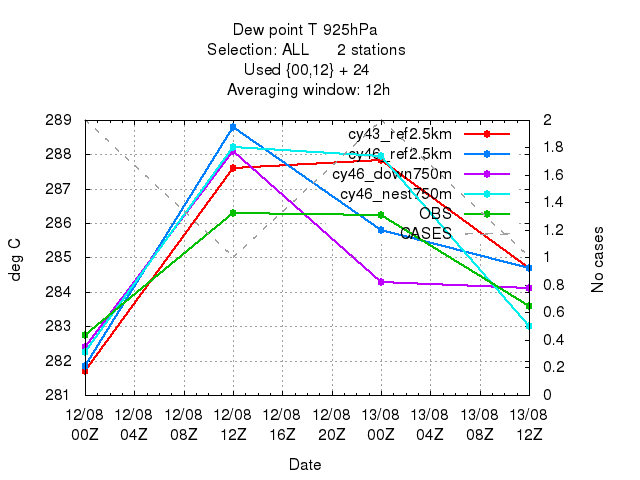 Dew point T 925hPa
Selection: ALL 2 stations
Used {00,12} + 24
Averaging window: 12h
289
288
287
286
285
284
283
282
281
deg C
2
1.8
1.6
1.4
1.2
1
0.8
0.6
0.4
0.2
0
No cases
cy43_ref2.5km
cy46_ref2.5km
cy46_down750m
cy46_nest750m
OBS
CASES
12/08 12/08 12/08 12/08 12/08 12/08 13/08 13/08 13/08 13/08
00Z 04Z 08Z 12Z 16Z 20Z 00Z 04Z 08Z 12Z
Date